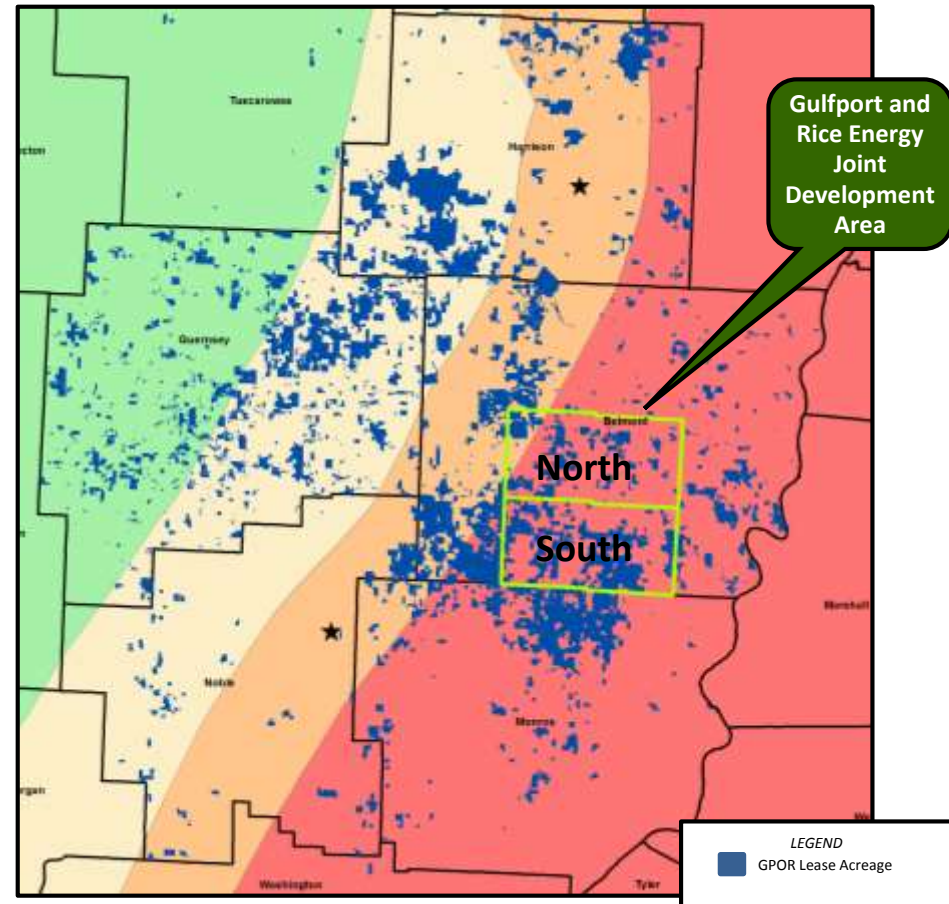 Tuscarawas
Harrison
Gulfport and
Rice Energy
Joint
Development
Area
Guernsey
Belmont
North
South
Marshall
Noble
Monroe
rgan
Washington
Tyler
LEGEND
GPOR Lease Acreage